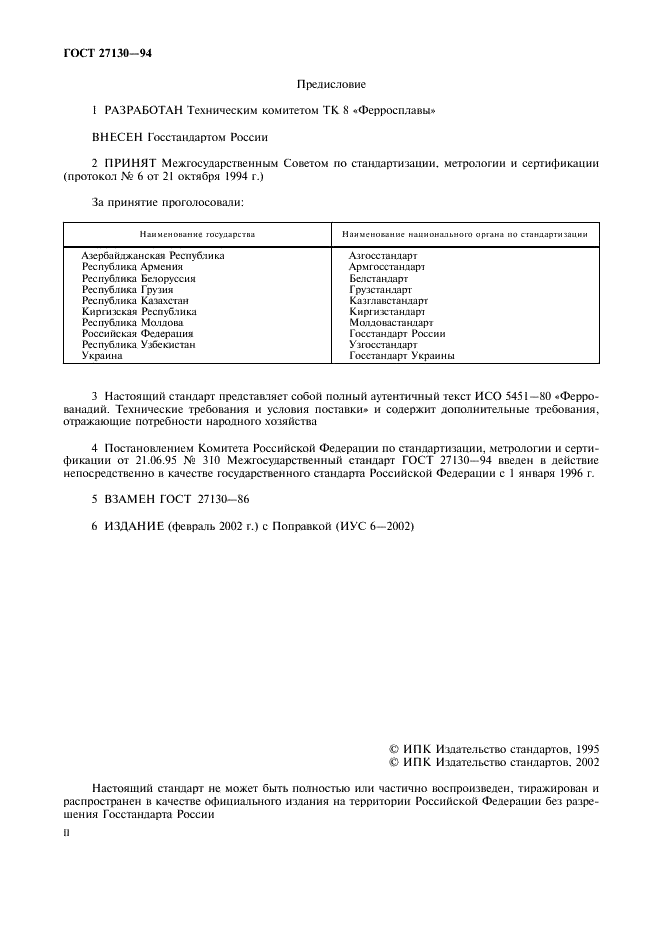 ГОСТ 27130—94
Предисловие
1 РАЗРАБОТАН Техническим комитетом ТК 8 «Ферросплавы»
ВНЕСЕН Госстандартом России
2 ПРИНЯТ Межгосударственным Советом по стандартизации, метрологии и сертификации
(протокол № 6 от 21 октября 1994 г.)
За принятие проголосовали:
Наименование государства	Наименование национального органа по стандартизации
Азербайджанская Республика	Азгосстандарт
Республика Армения	Армгосстандарт
Республика Белоруссия	Белстандарт
Республика Грузия	Грузстандарт
Республика Казахстан	Казглавстандарт
Киргизская Республика	Киргизстандарт
Республика Молдова	Молдовастандарт
Российская Федерация	Госстандарт России
Республика Узбекистан	Узгосстандарт
Украина	Госстандарт Украины
3 Настоящий стандарт представляет собой полный аутентичный текст ИСО 5451—80 «Ферро-
ванадий. Технические требования и условия поставки» и содержит дополнительные требования,
отражающие потребности народного хозяйства
4 Постановлением Комитета Российской Федерации по стандартизации, метрологии и серти-
фикации от 21.06.95 № 310 Межгосударственный стандарт ГОСТ 27130—94 введен в действие
непосредственно в качестве государственного стандарта Российской Федерации с 1 января 1996 г.
5 ВЗАМЕН ГОСТ 27130—86
6 ИЗДАНИЕ (февраль 2002 г.) с Поправкой (ИУС 6—2002)
© ИПК Издательство стандартов, 1995
© ИПК Издательство стандартов, 2002
Настоящий стандарт не может быть полностью или частично воспроизведен, тиражирован и
распространен в качестве официального издания на территории Российской Федерации без разре-
шения Госстандарта России
II